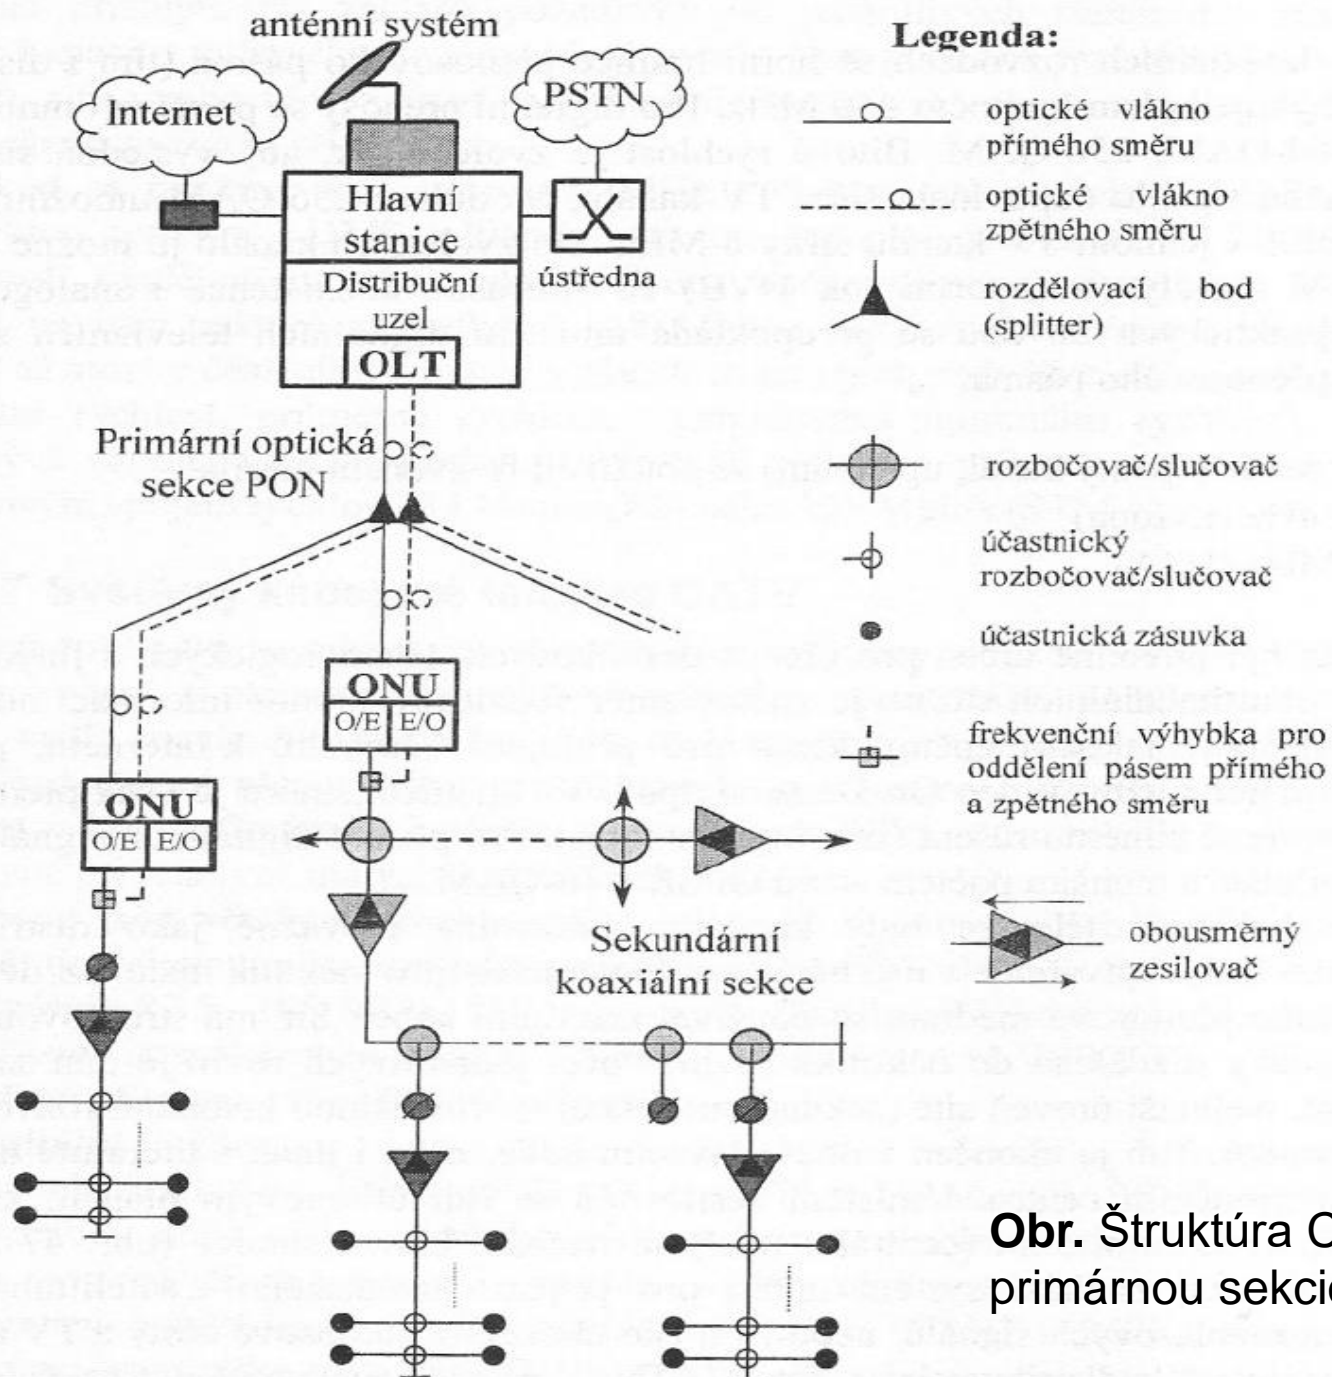 anténní systém
Internet
PSTN
Hlavní
stanice
Distribuční
uzel
OLT
ústředna
Primární optická
sekce PON
ONU
O/E E/O
ONU
O/E E/O
Sekundární
koaxiální sekce
Legenda:
optické vlákno
přímého směru
optické vlákno
zpětného směru
rozdělovací bod
(splitter)
rozbočovač/slučovač
účastnický
rozbočovač/slučovač
účastnická zásuvka
frekvenční výhybka pro
oddělení pásem přímého
a zpětného směru
obousměrný
zesilovač
Obr. Štruktúra
primárnou